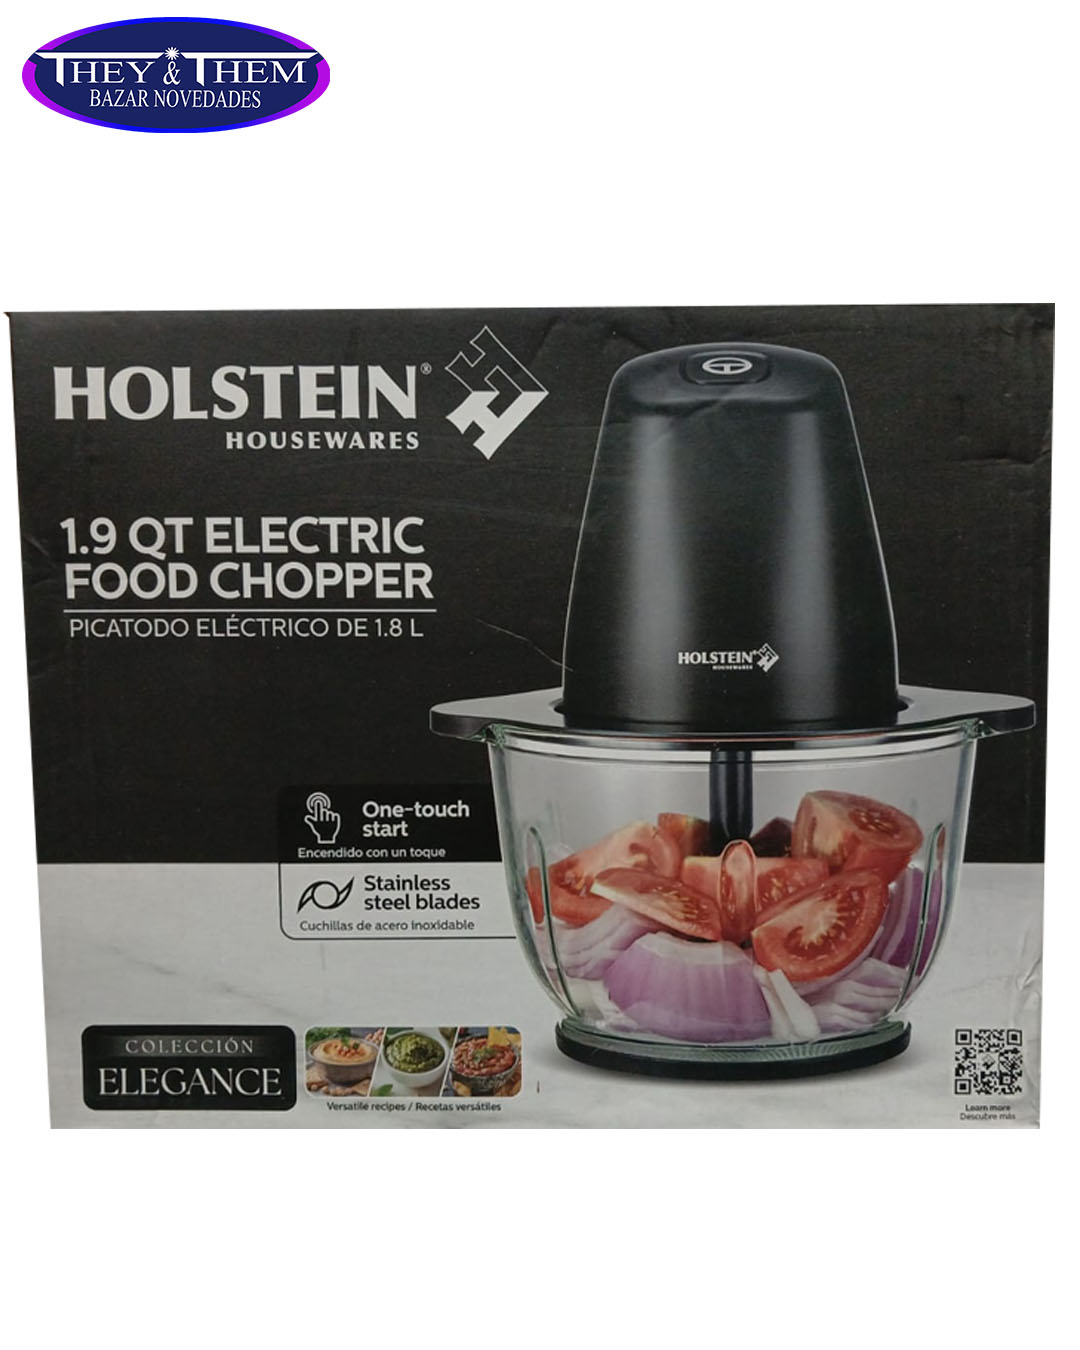 THEY & THEM
BAZAR NOVEDADES
HOLSTEIN®
HOUSEWARES
1.9 QT ELECTRIC
FOOD CHOPPER
PICATODO ELÉCTRICO DE 1.8 L
HOLSTEIN
HOUSEWARES
One-touch
start
Encendido con un toque
Stainless
steel blades
Cuchillas de acero inoxidable
COLECCIÓN
ELEGANCE
Versatile recipes / Recetas versátiles
Learn more
Descubre más